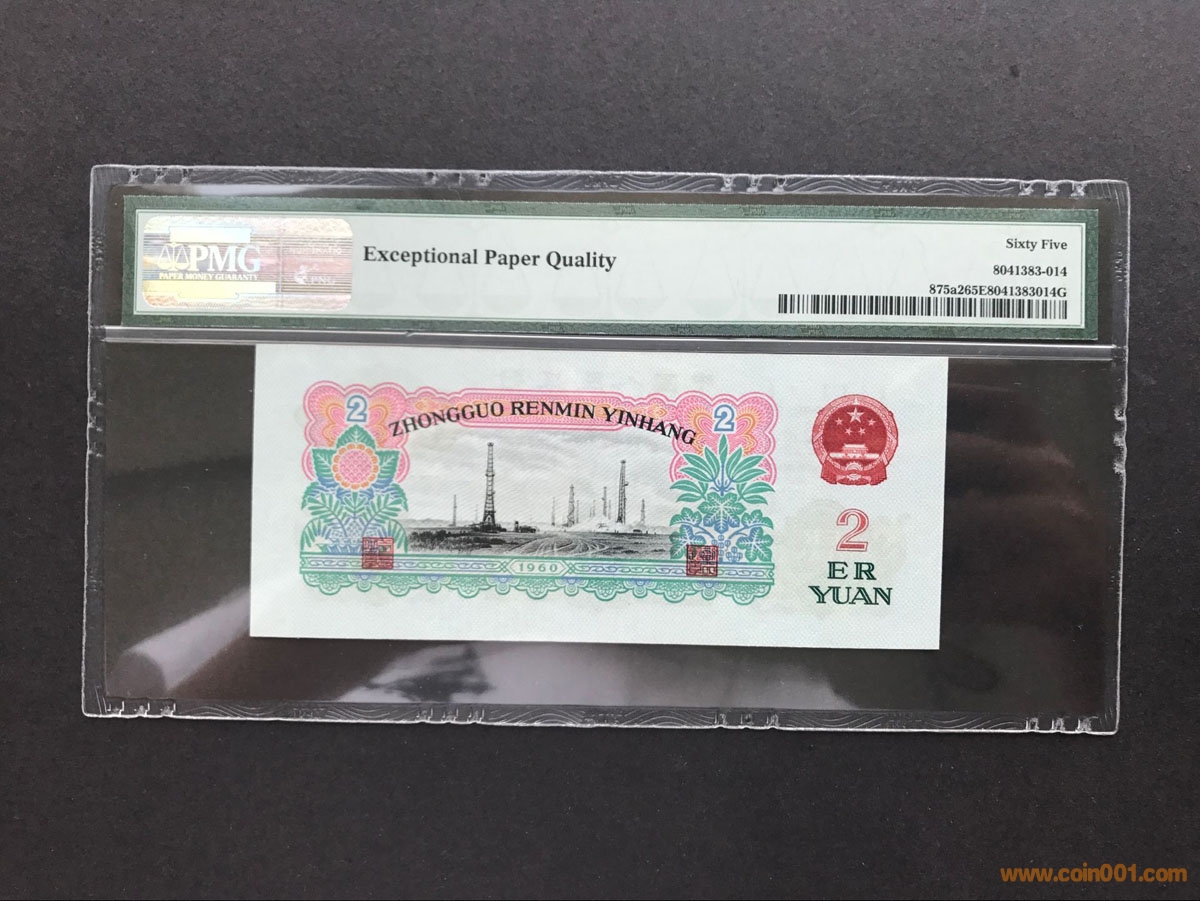 PMG
PAPER MONEY GUARANTY
Exceptional Paper Quality
Sixty Five
8041383-014
875a265E8041383014G
2
ZHONGGUO RENMIN YINHANG
2
1960
2
ER
YUAN
www.coin001.com